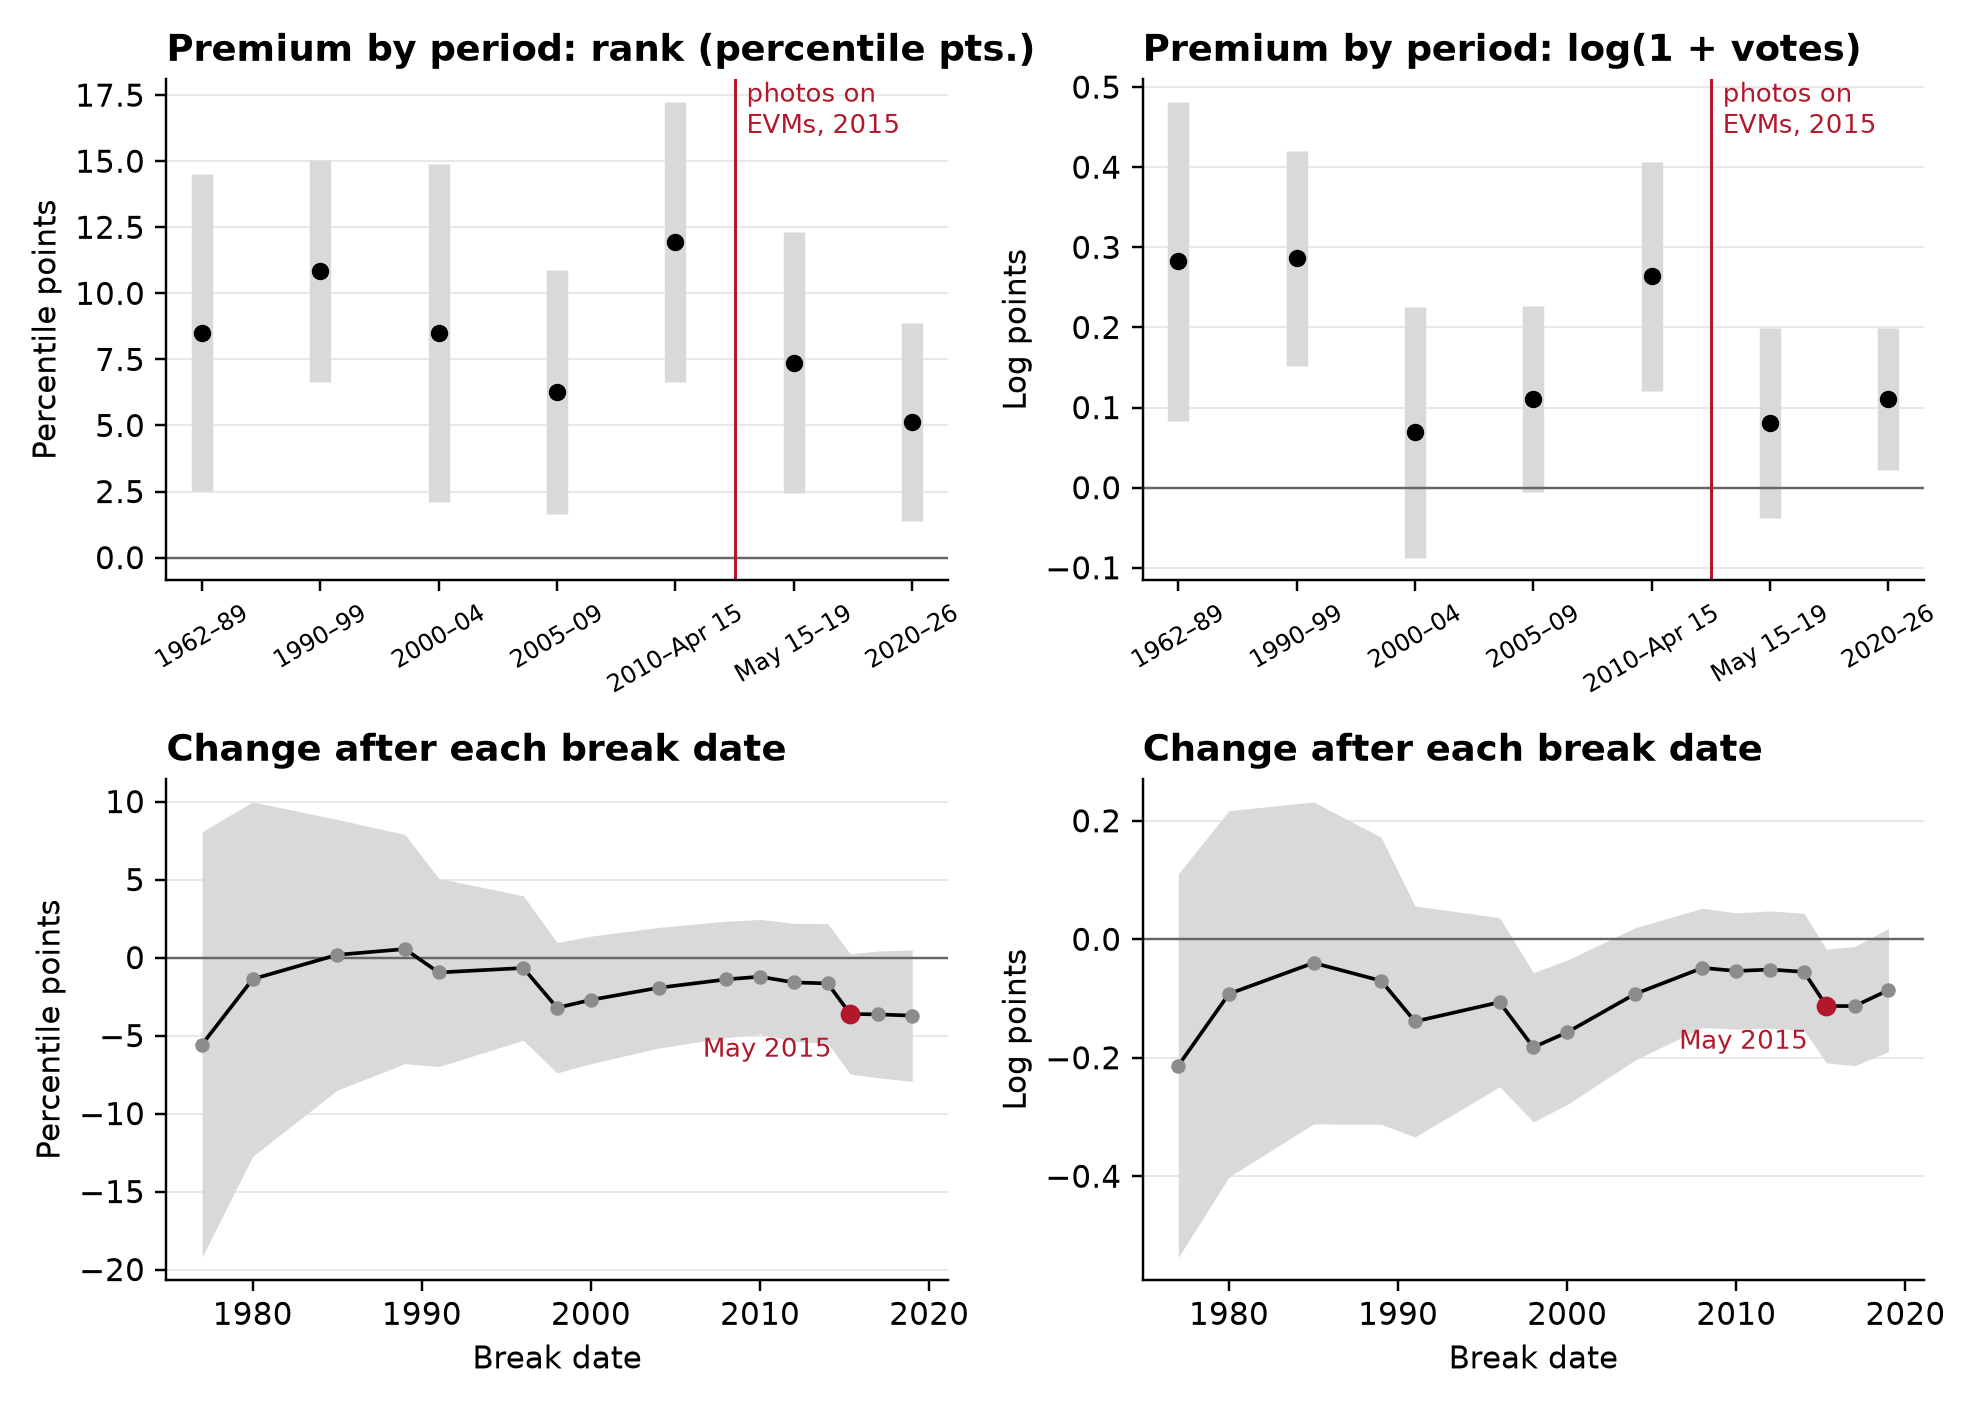 Premium by period: rank (percentile pts.)
Percentile points
17.5
15.0
12.5
10.0
7.5
5.0
2.5
0.0
photos on
EVMs, 2015
1962–89
1990–99
2000–04
2005–09
2010–Apr 15
May 15–19
2020–26
Premium by period: log(1 + votes)
Log points
0.5
0.4
0.3
0.2
0.1
0.0
−0.1
photos on
EVMs, 2015
1962–89
1990–99
2000–04
2005–09
2010–Apr 15
May 15–19
2020–26
Change after each break date
Percentile points
10
5
0
−5
−10
−15
−20
May 2015
1980
1990
2000
2010
2020
Break date
Change after each break date
Log points
0.2
0.0
−0.2
−0.4
May 2015
1980
1990
2000
2010
2020
Break date